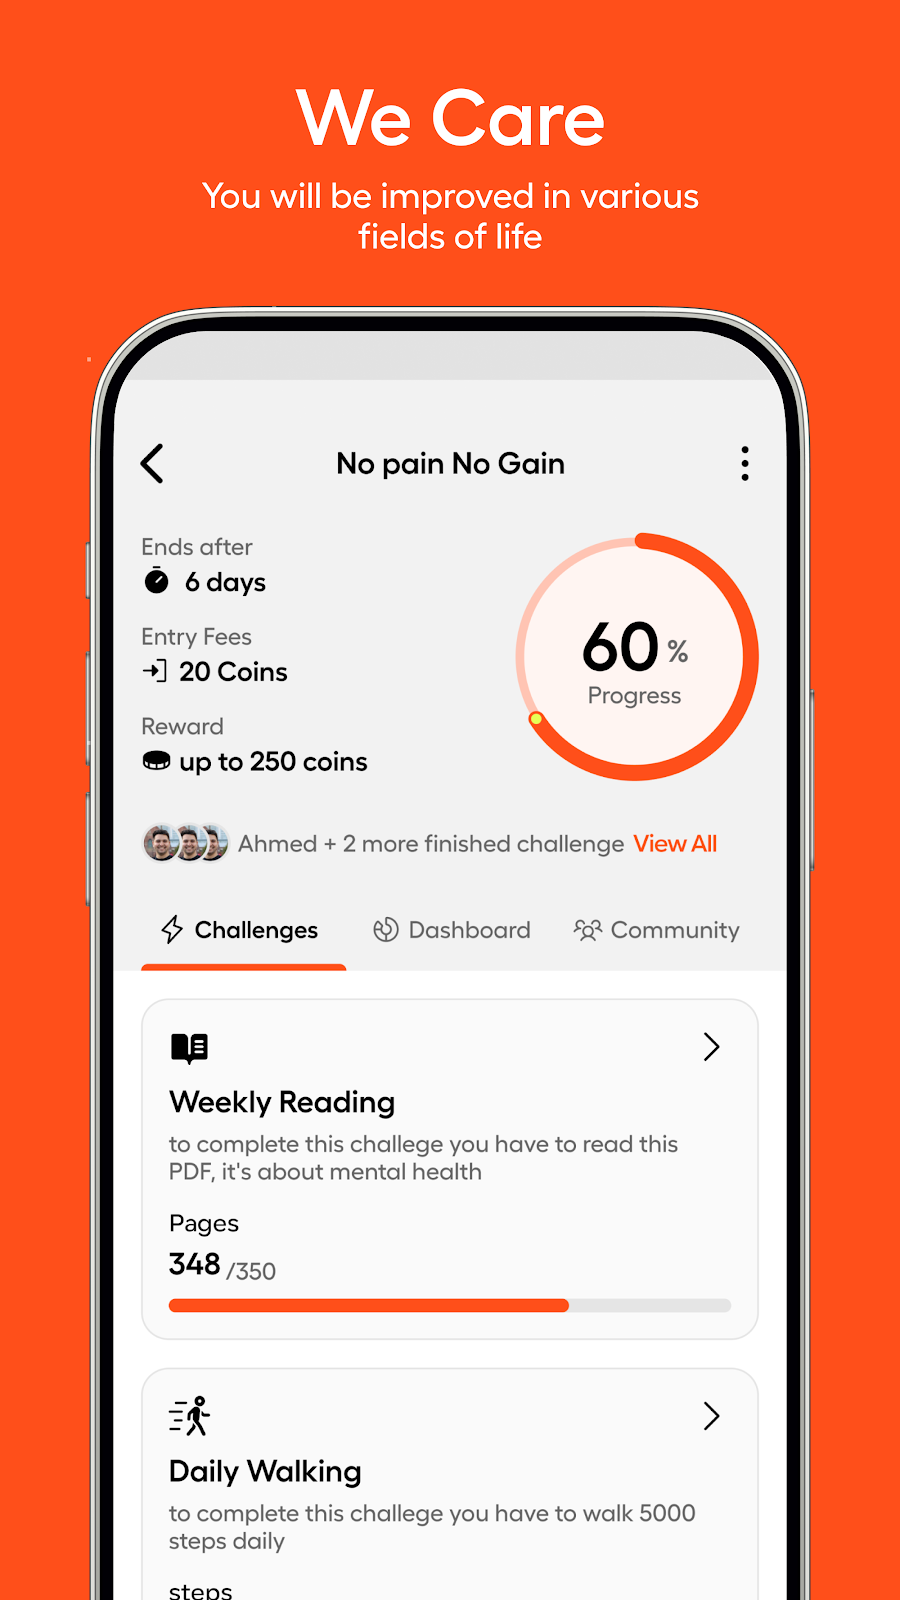 We Care
You will be improved in various
fields of life
No pain No Gain
Ends after
6 days
Entry Fees
20 Coins
Reward
up to 250 coins
60 %
Progress
Ahmed + 2 more finished challenge View All
Challenges Dashboard Community
Weekly Reading
to complete this challege you have to read this
PDF, it's about mental health
Pages
348 /350
Daily Walking
to complete this challege you have to walk 5000
steps daily
steps